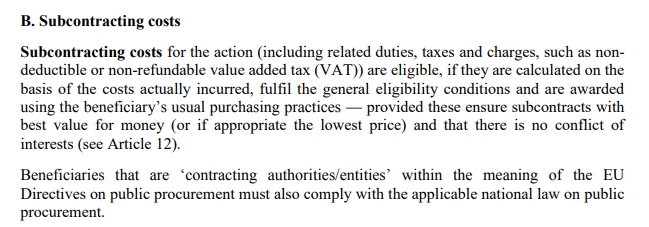 B. Subcontracting costs
Subcontracting costs for the action (including related duties, taxes and charges, such as non-
deductible or non-refundable value added tax (VAT)) are eligible, if they are calculated on the
basis of the costs actually incurred, fulfil the general eligibility conditions and are awarded
using the beneficiary’s usual purchasing practices — provided these ensure subcontracts with
best value for money (or if appropriate the lowest price) and that there is no conflict of
interests (see Article 12).
Beneficiaries that are ‘contracting authorities/entities’ within the meaning of the EU
Directives on public procurement must also comply with the applicable national law on public
procurement.